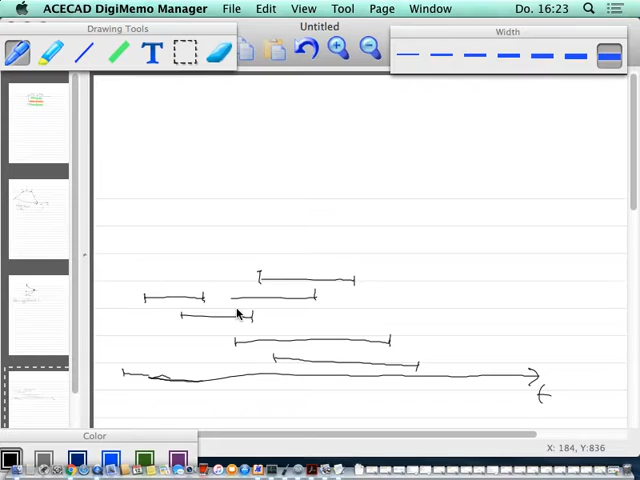 ACECAD DigiMemo Manager File Edit View Tool Page Window Do. 16:23
Drawing Tools
Untitled
Width
T
t
Color
X: 184, Y:836